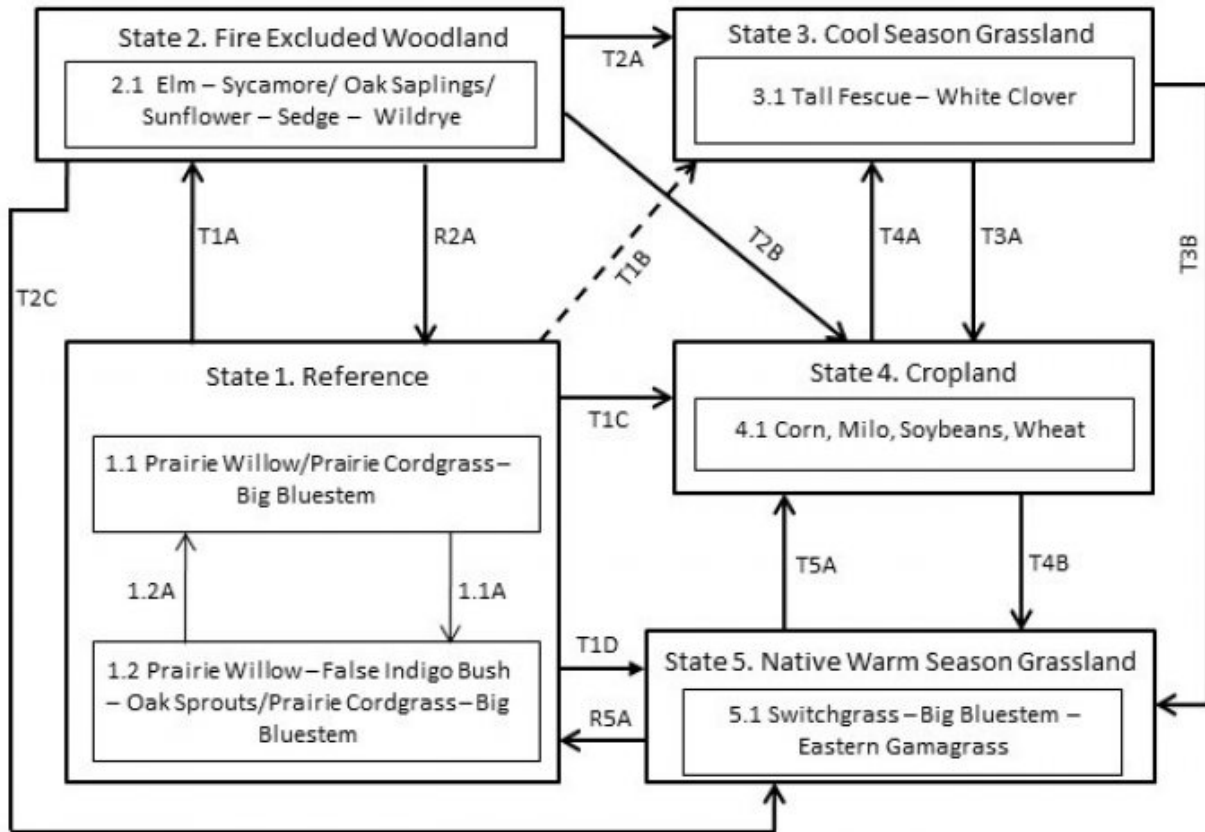 State 2. Fire Excluded Woodland
2.1 Elm – Sycamore/ Oak Saplings/
Sunflower – Sedge – Wildrye
T2A
State 3. Cool Season Grassland
3.1 Tall Fescue – White Clover
T1A
R2A
T1B
T2B
T4A
T3A
T3B
T2C
State 1. Reference
1.1 Prairie Willow/Prairie Cordgrass–
Big Bluestem
1.2A
1.1A
1.2 Prairie Willow–False Indigo Bush
– Oak Sprouts/Prairie Cordgrass–Big
Bluestem
T1C
State 4. Cropland
4.1 Corn, Milo, Soybeans, Wheat
T5A
T4B
T1D
R5A
State 5. Native Warm Season Grassland
5.1 Switchgrass–Big Bluestem –
Eastern Gamagrass